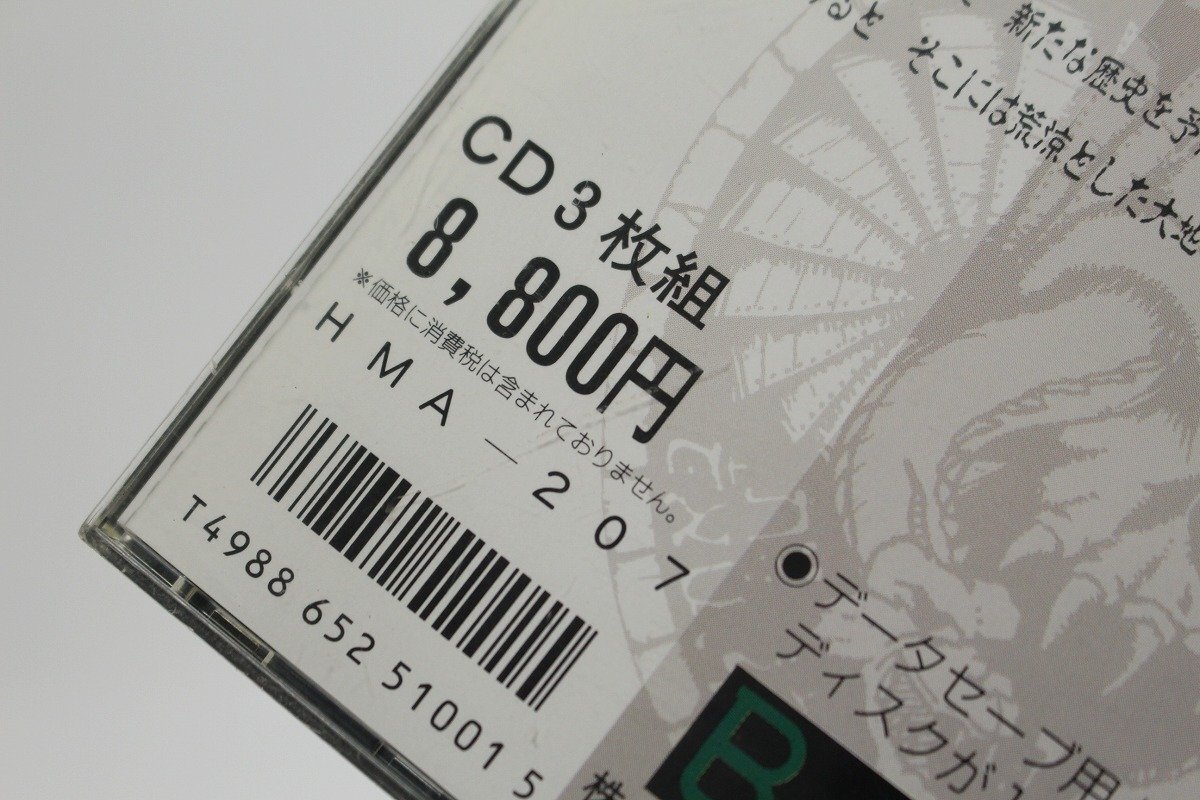 新たな歴史を予
ると そこには荒涼とした大地
CD3枚組
8,800円
※価格に消費税は含まれておりません。
HMA—207
T4988 652 51001 5
●データセーブ用
ディスクが
株
B